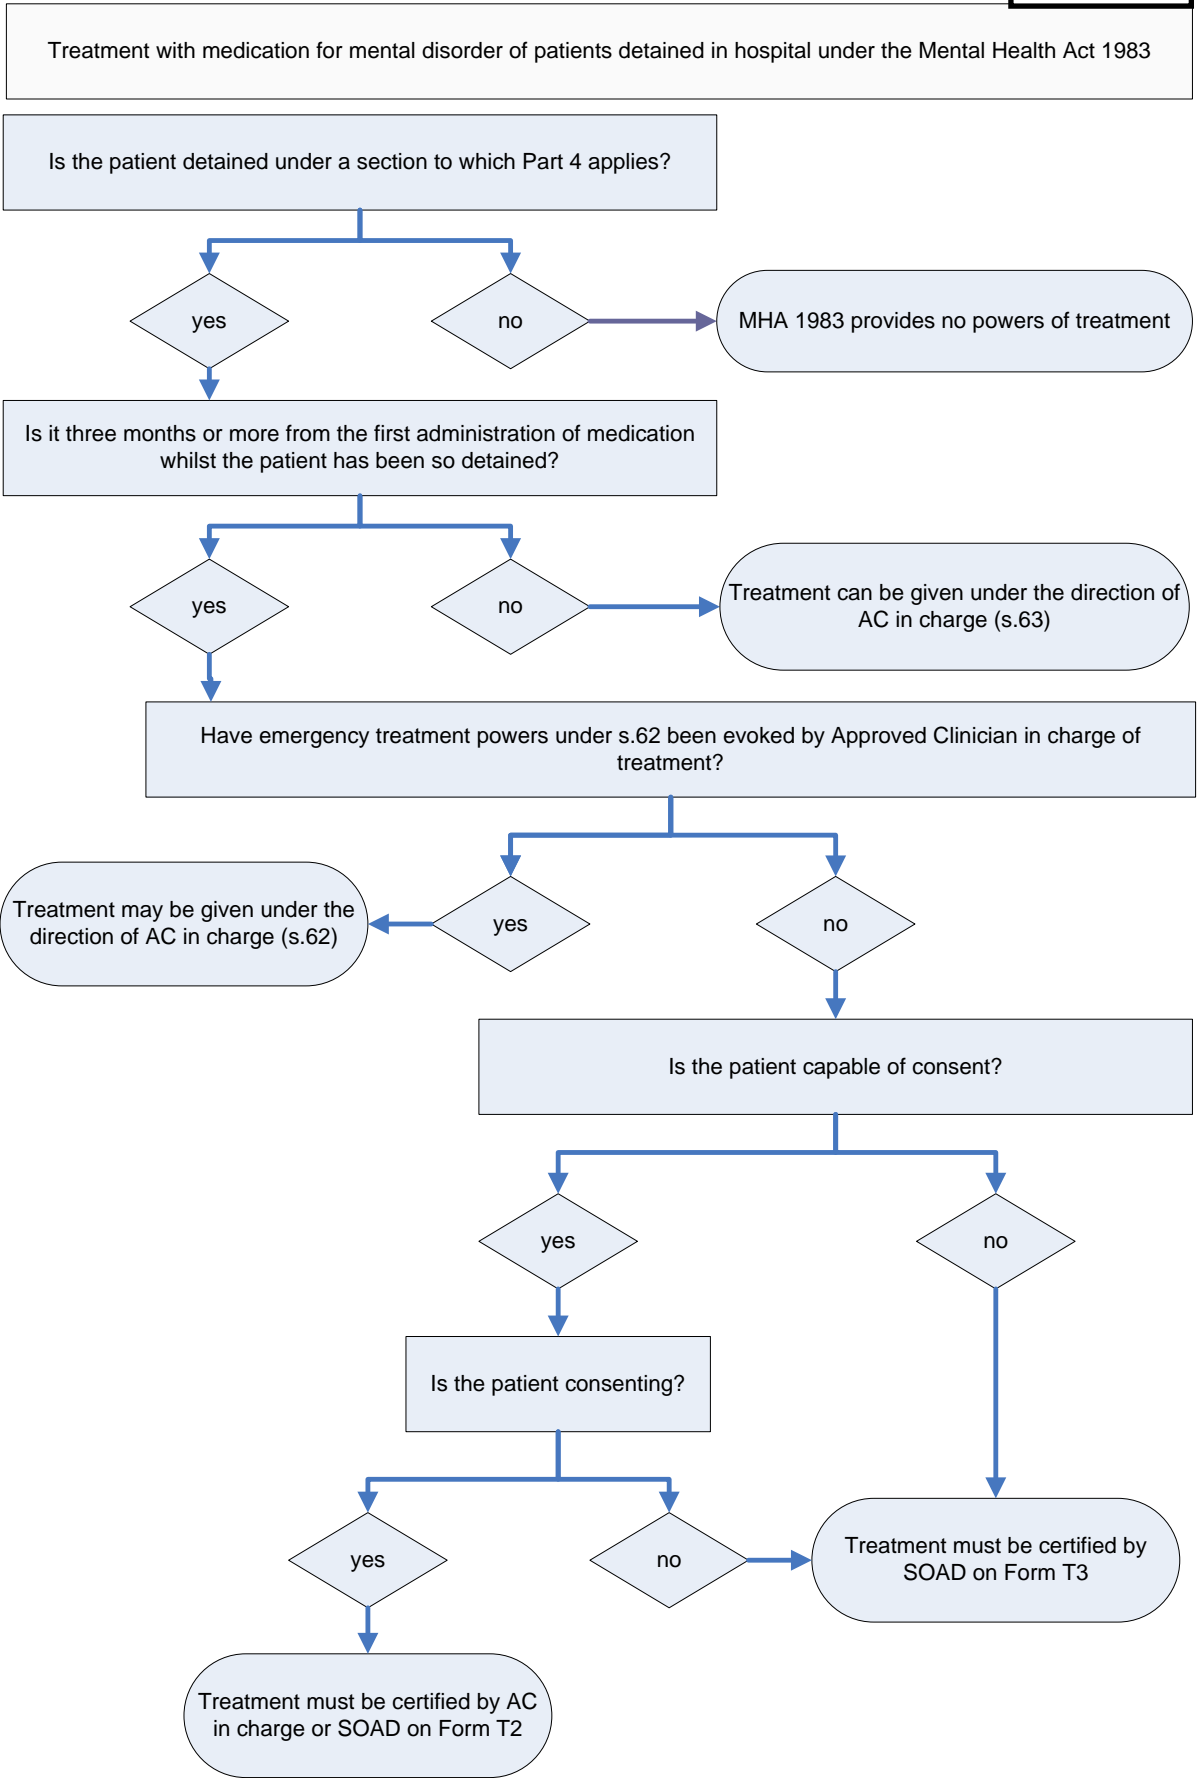 Treatment with medication for mental disorder of patients detained in hospital under the Mental Health Act 1983
Is the patient detained under a section to which Part 4 applies?
yes
no
MHA 1983 provides no powers of treatment
Is it three months or more from the first administration of medication
whilst the patient has been so detained?
yes
no
Treatment can be given under the direction of
AC in charge (s.63)
Have emergency treatment powers under s.62 been evoked by Approved Clinician in charge of
treatment?
Treatment may be given under the
direction of AC in charge (s.62)
yes
no
Is the patient capable of consent?
yes
no
Is the patient consenting?
yes
no
Treatment must be certified by
SOAD on Form T3
Treatment must be certified by AC
in charge or SOAD on Form T2